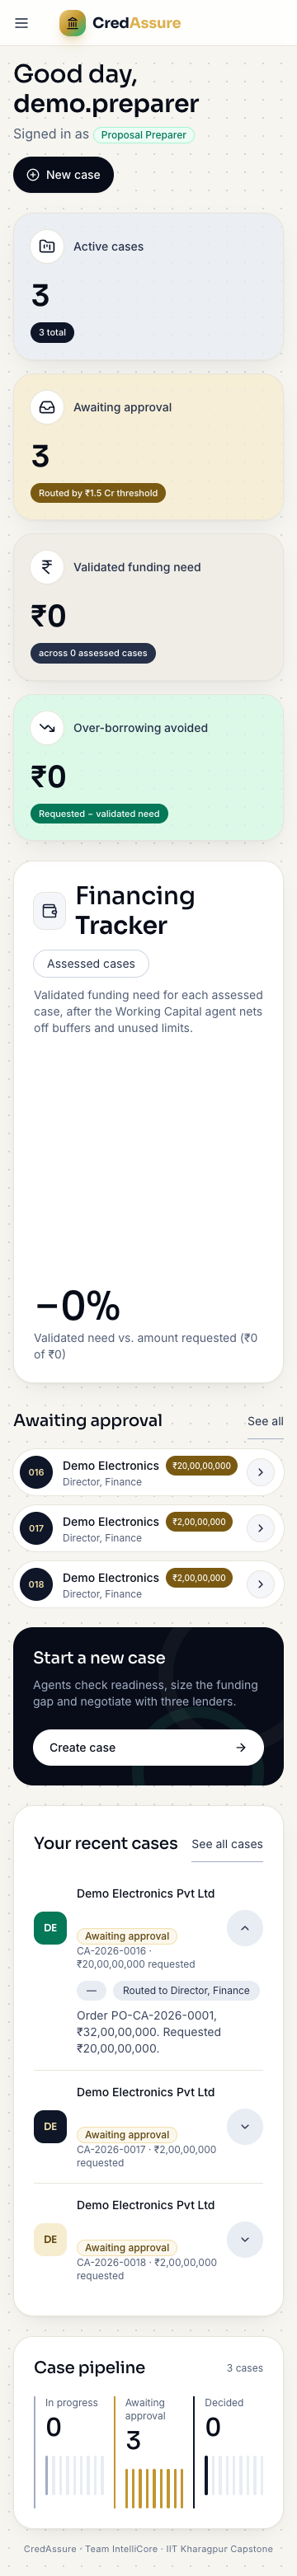 CredAssure
Good day,
demo.preparer
Signed in as Proposal Preparer
New case
Active cases
3
3 total
Awaiting approval
3
Routed by ₹1.5 Cr threshold
Validated funding need
₹0
across 0 assessed cases
Over-borrowing avoided
₹0
Requested − validated need
Financing
Tracker
Assessed cases
Validated funding need for each assessed
case, after the Working Capital agent nets
off buffers and unused limits.
−0%
Validated need vs. amount requested (₹0
of ₹0)
Awaiting approval See all
016 Demo Electronics ₹20,00,00,000
Director, Finance
017 Demo Electronics ₹2,00,00,000
Director, Finance
018 Demo Electronics ₹2,00,00,000
Director, Finance
Start a new case
Agents check readiness, size the funding
gap and negotiate with three lenders.
Create case
Your recent cases See all cases
Demo Electronics Pvt Ltd
DE
Awaiting approval
CA-2026-0016 ·
₹20,00,00,000 requested
— Routed to Director, Finance
Order PO-CA-2026-0001,
₹32,00,00,000. Requested
₹20,00,00,000.
Demo Electronics Pvt Ltd
DE
Awaiting approval
CA-2026-0017 · ₹2,00,00,000
requested
Demo Electronics Pvt Ltd
DE
Awaiting approval
CA-2026-0018 · ₹2,00,00,000
requested
Case pipeline 3 cases
In progress
0
Awaiting
approval
3
Decided
0
CredAssure · Team IntelliCore · IIT Kharagpur Capstone